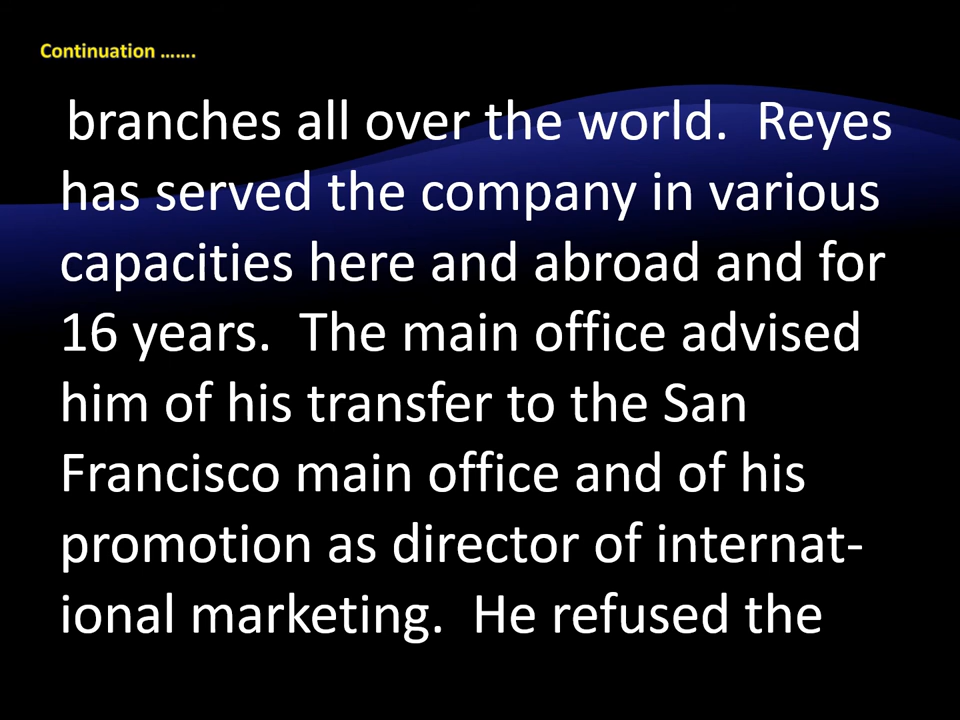 Continuation …….
branches all over the world.  Reyes
has served the company in various
capacities here and abroad and for
16 years.  The main office advised
him of his transfer to the San
Francisco main office and of his
promotion as director of internat-
ional marketing.  He refused the